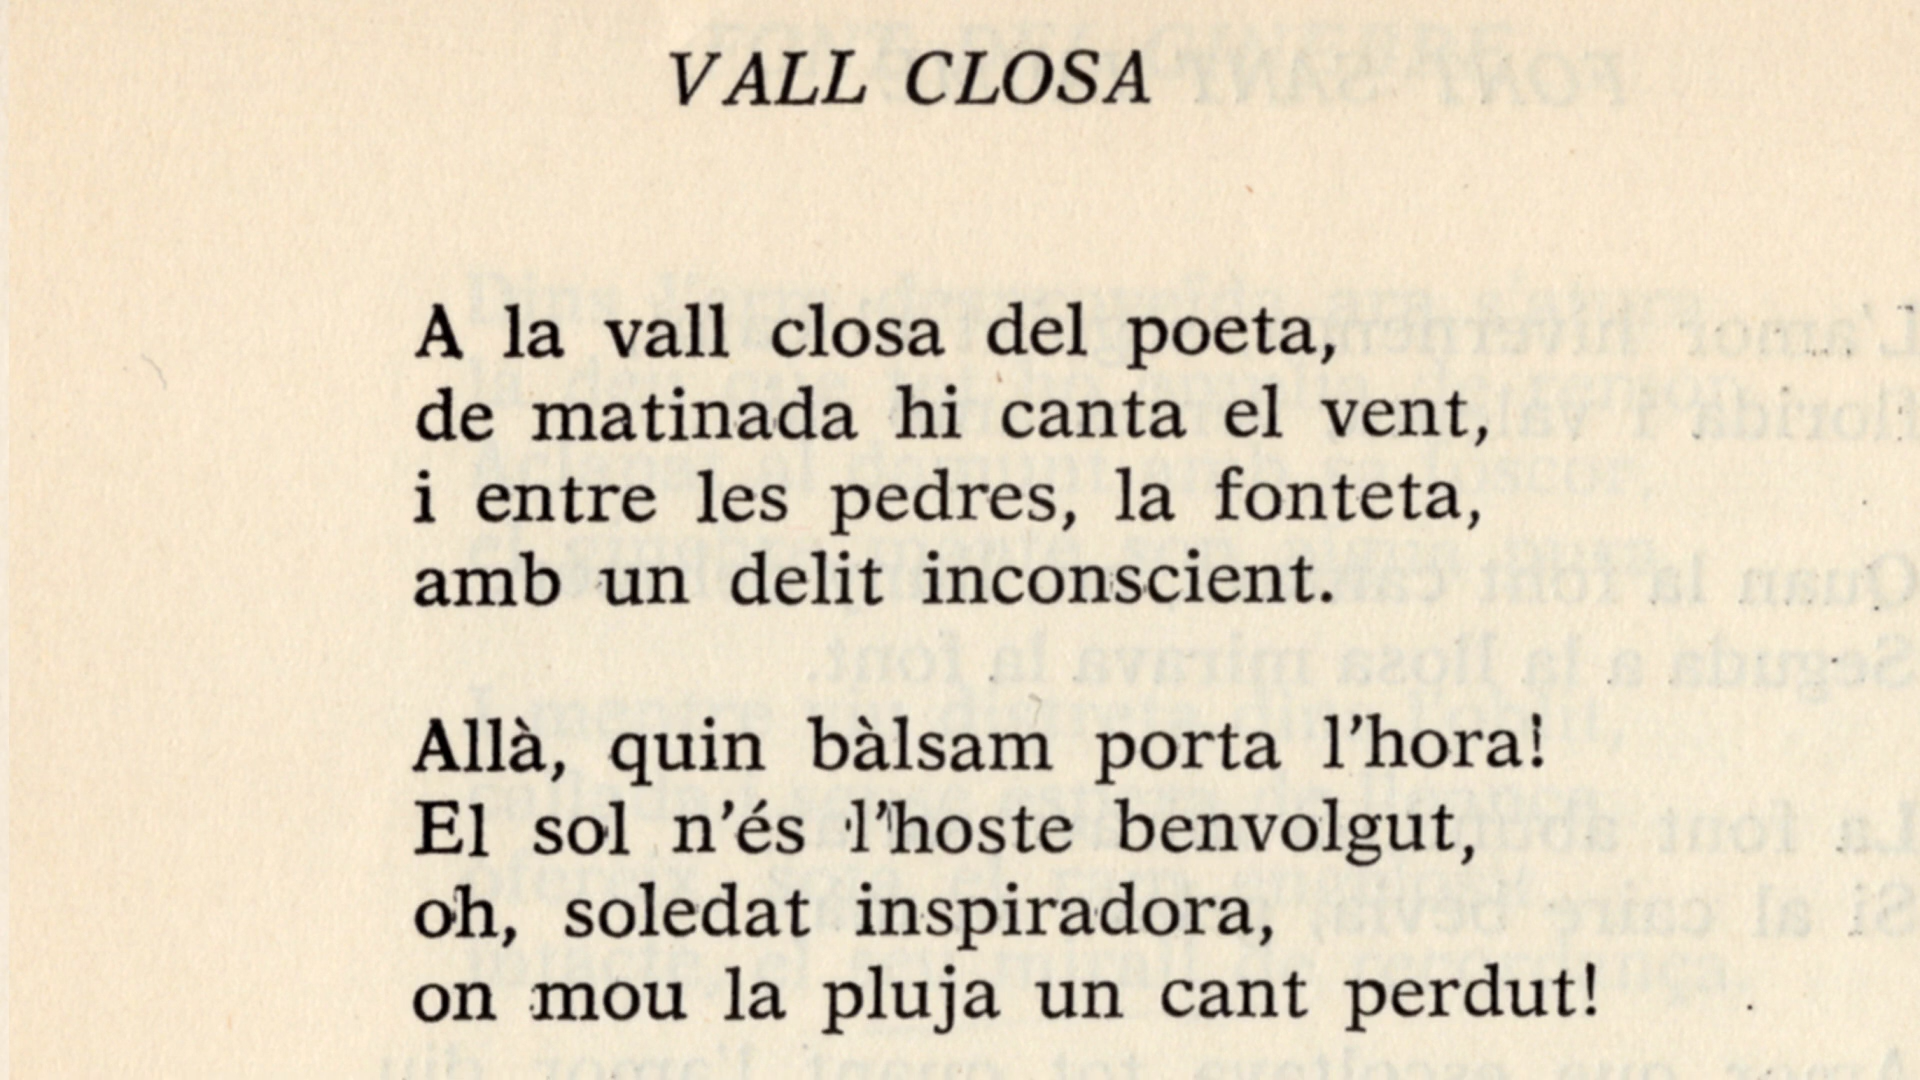 VALL CLOSA
A la vall closa del poeta,
de matinada hi canta el vent,
i entre les pedres, la fonteta,
amb un delit inconscient.
Allà, quin bàlsam porta l'hora!
El sol n'és l'hoste benvolgut,
oh, soledat inspiradora,
on mou la pluja un cant perdut!